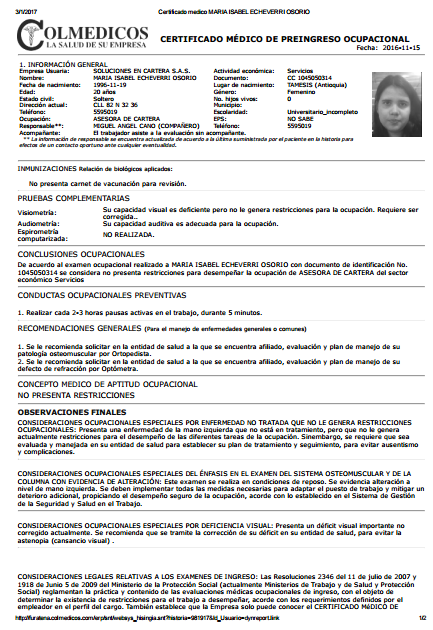 3/1/2017 Certificado medico MARIA ISABEL ECHEVERRI OSORIO
COLMEDICOS
LA SALUD DE SU EMPRESA
CERTIFICADO MÉDICO DE PREINGRESO OCUPACIONAL
Fecha: 2016-11-15
1. INFORMACIÓN GENERAL
Empresa Usuaria: SOLUCIONES EN CARTERA S.A.S. Actividad económica: Servicios
Nombre: MARIA ISABEL ECHEVERRI OSORIO Documento: CC 1045050314
Fecha de nacimiento: 1996-11-19 Lugar de nacimiento: TAMESIS (Antioquia)
Edad: 20 años Género: Femenino
Estado civil: Soltero No. hijos vivos: 0
Dirección actual: CLL 82 N 32 36 Municipio:
Teléfono: 5595019 Escolaridad: Universitario_incompleto
Ocupación: ASESORA DE CARTERA EPS: NO SABE
Responsable**: MIGUEL ANGEL CANO (COMPAÑERO) Teléfono: 5595019
Acompañante: El trabajador asiste a la evaluación sin acompañante.
** La información de responsable se encuentra actualizada de acuerdo a la última suministrada por el paciente en la historia para
efectos de un contacto oportuno ante cualquier eventualidad.
INMUNIZACIONES Relación de biológicos aplicados:
No presenta carnet de vacunación para revisión.
PRUEBAS COMPLEMENTARIAS
Visiometría: Su capacidad visual es deficiente pero no le genera restricciones para la ocupación. Requiere ser
corregida..
Audiometría: Su capacidad auditiva es adecuada para la ocupación.
Espirometría
computarizada: NO REALIZADA.
CONCLUSIONES OCUPACIONALES
De acuerdo al examen ocupacional realizado a MARIA ISABEL ECHEVERRI OSORIO con documento de identificación No.
1045050314 se considera no presenta restricciones para desempeñar la ocupación de ASESORA DE CARTERA del sector
económico Servicios
CONDUCTAS OCUPACIONALES PREVENTIVAS
1. Realizar cada 2-3 horas pausas activas en el trabajo, durante 5 minutos.
RECOMENDACIONES GENERALES (Para el manejo de enfermedades generales o comunes)
1. Se le recomienda solicitar en la entidad de salud a la que se encuentra afiliado, evaluación y plan de manejo de su
patología osteomuscular por Ortopedista.
2. Se le recomienda solicitar en la entidad de salud a la que se encuentra afiliado, evaluación y plan de manejo de su
defecto de refracción por Optómetra.
CONCEPTO MEDICO DE APTITUD OCUPACIONAL
NO PRESENTA RESTRICCIONES
OBSERVACIONES FINALES
CONSIDERACIONES OCUPACIONALES ESPECIALES POR ENFERMEDAD NO TRATADA QUE NO LE GENERA RESTRICCIONES
OCUPACIONALES: Presenta una enfermedad de la mano izquierda que no está en tratamiento, pero que no le genera
actualmente restricciones para el desempeño de las diferentes tareas de la ocupación. Sinembargo, se requiere que sea
evaluada y manejada en su entidad de salud para establecer su plan de tratamiento y seguimiento, para evitar ausentismo
y complicaciones.
CONSIDERACIONES OCUPACIONALES ESPECIALES DEL ÉNFASIS EN EL EXAMEN DEL SISTEMA OSTEOMUSCULAR Y DE LA
COLUMNA CON EVIDENCIA DE ALTERACIÓN: Este examen se realiza en condiciones de reposo. Se evidencia alteración a
nivel de mano izquierda. Se deben implementar todas las medidas necesarias para adaptar el puesto de trabajo y mitigar un
deterioro adicional, propiciando el desempeño seguro de la ocupación, acorde con lo establecido en el Sistema de Gestión
de la Seguridad y Salud en el Trabajo.
CONSIDERACIONES OCUPACIONALES ESPECIALES POR DEFICIENCIA VISUAL: Presenta un déficit visual importante no
corregido actualmente. Se recomienda que se tramite la corrección de su déficit en su entidad de salud, para evitar la
astenopia (cansancio visual) .
CONSIDERACIONES LEGALES RELATIVAS A LOS EXAMENES DE INGRESO: Las Resoluciones 2346 del 11 de julio de 2007 y
1918 de Junio 5 de 2009 del Ministerio de la Protección Social (actualmente Ministerios de Trabajo y Salud y Protección
Social) reglamentan la práctica y contenido de las evaluaciones médicas ocupacionales de ingreso, con el objeto de
determinar la existencia de restricciones para el trabajo a desempeñar, acorde con los requerimientos definidos por el
empleador en el perfil del cargo. También establece que la Empresa solo puede conocer el CERTIFICADO MéDICO DE
1/2